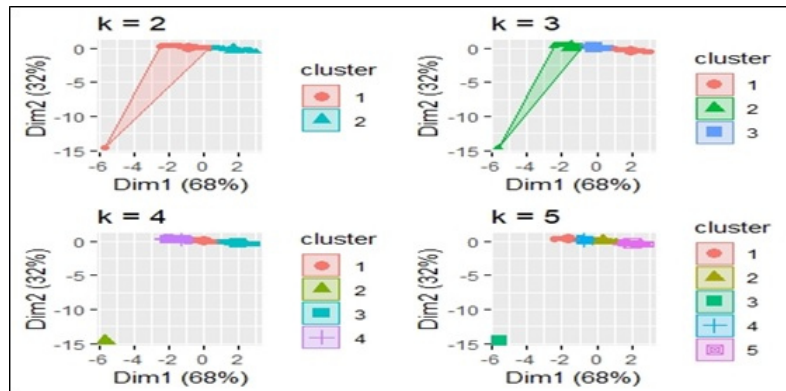 k = 2
0
-5
-10
-15
Dim2 (32%)
-6 -4 -2 0 2
Dim1 (68%)
cluster
1
2
k = 3
0
-5
-10
-15
Dim2 (32%)
-6 -4 -2 0 2
Dim1 (68%)
cluster
1
2
3
k = 4
0
-5
-10
-15
Dim2 (32%)
-6 -4 -2 0 2
Dim1 (68%)
cluster
1
2
3
4
k = 5
0
-5
-10
-15
Dim2 (32%)
-6 -4 -2 0 2
Dim1 (68%)
cluster
1
2
3
4
5